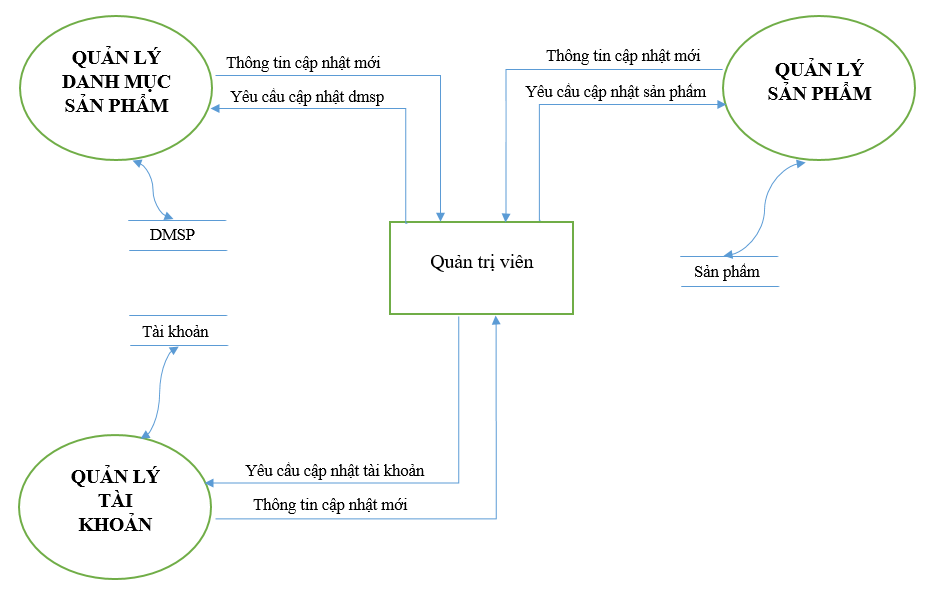 QUẢN LÝ
DANH MỤC
SẢN PHẨM
Thông tin cập nhật mới
Yêu cầu cập nhật dmsp
Thông tin cập nhật mới
Yêu cầu cập nhật sản phẩm
QUẢN LÝ
SẢN PHẨM
DMSP
Quản trị viên
Sản phẩm
Tài khoản
QUẢN LÝ
TÀI
KHOẢN
Yêu cầu cập nhật tài khoản
Thông tin cập nhật mới